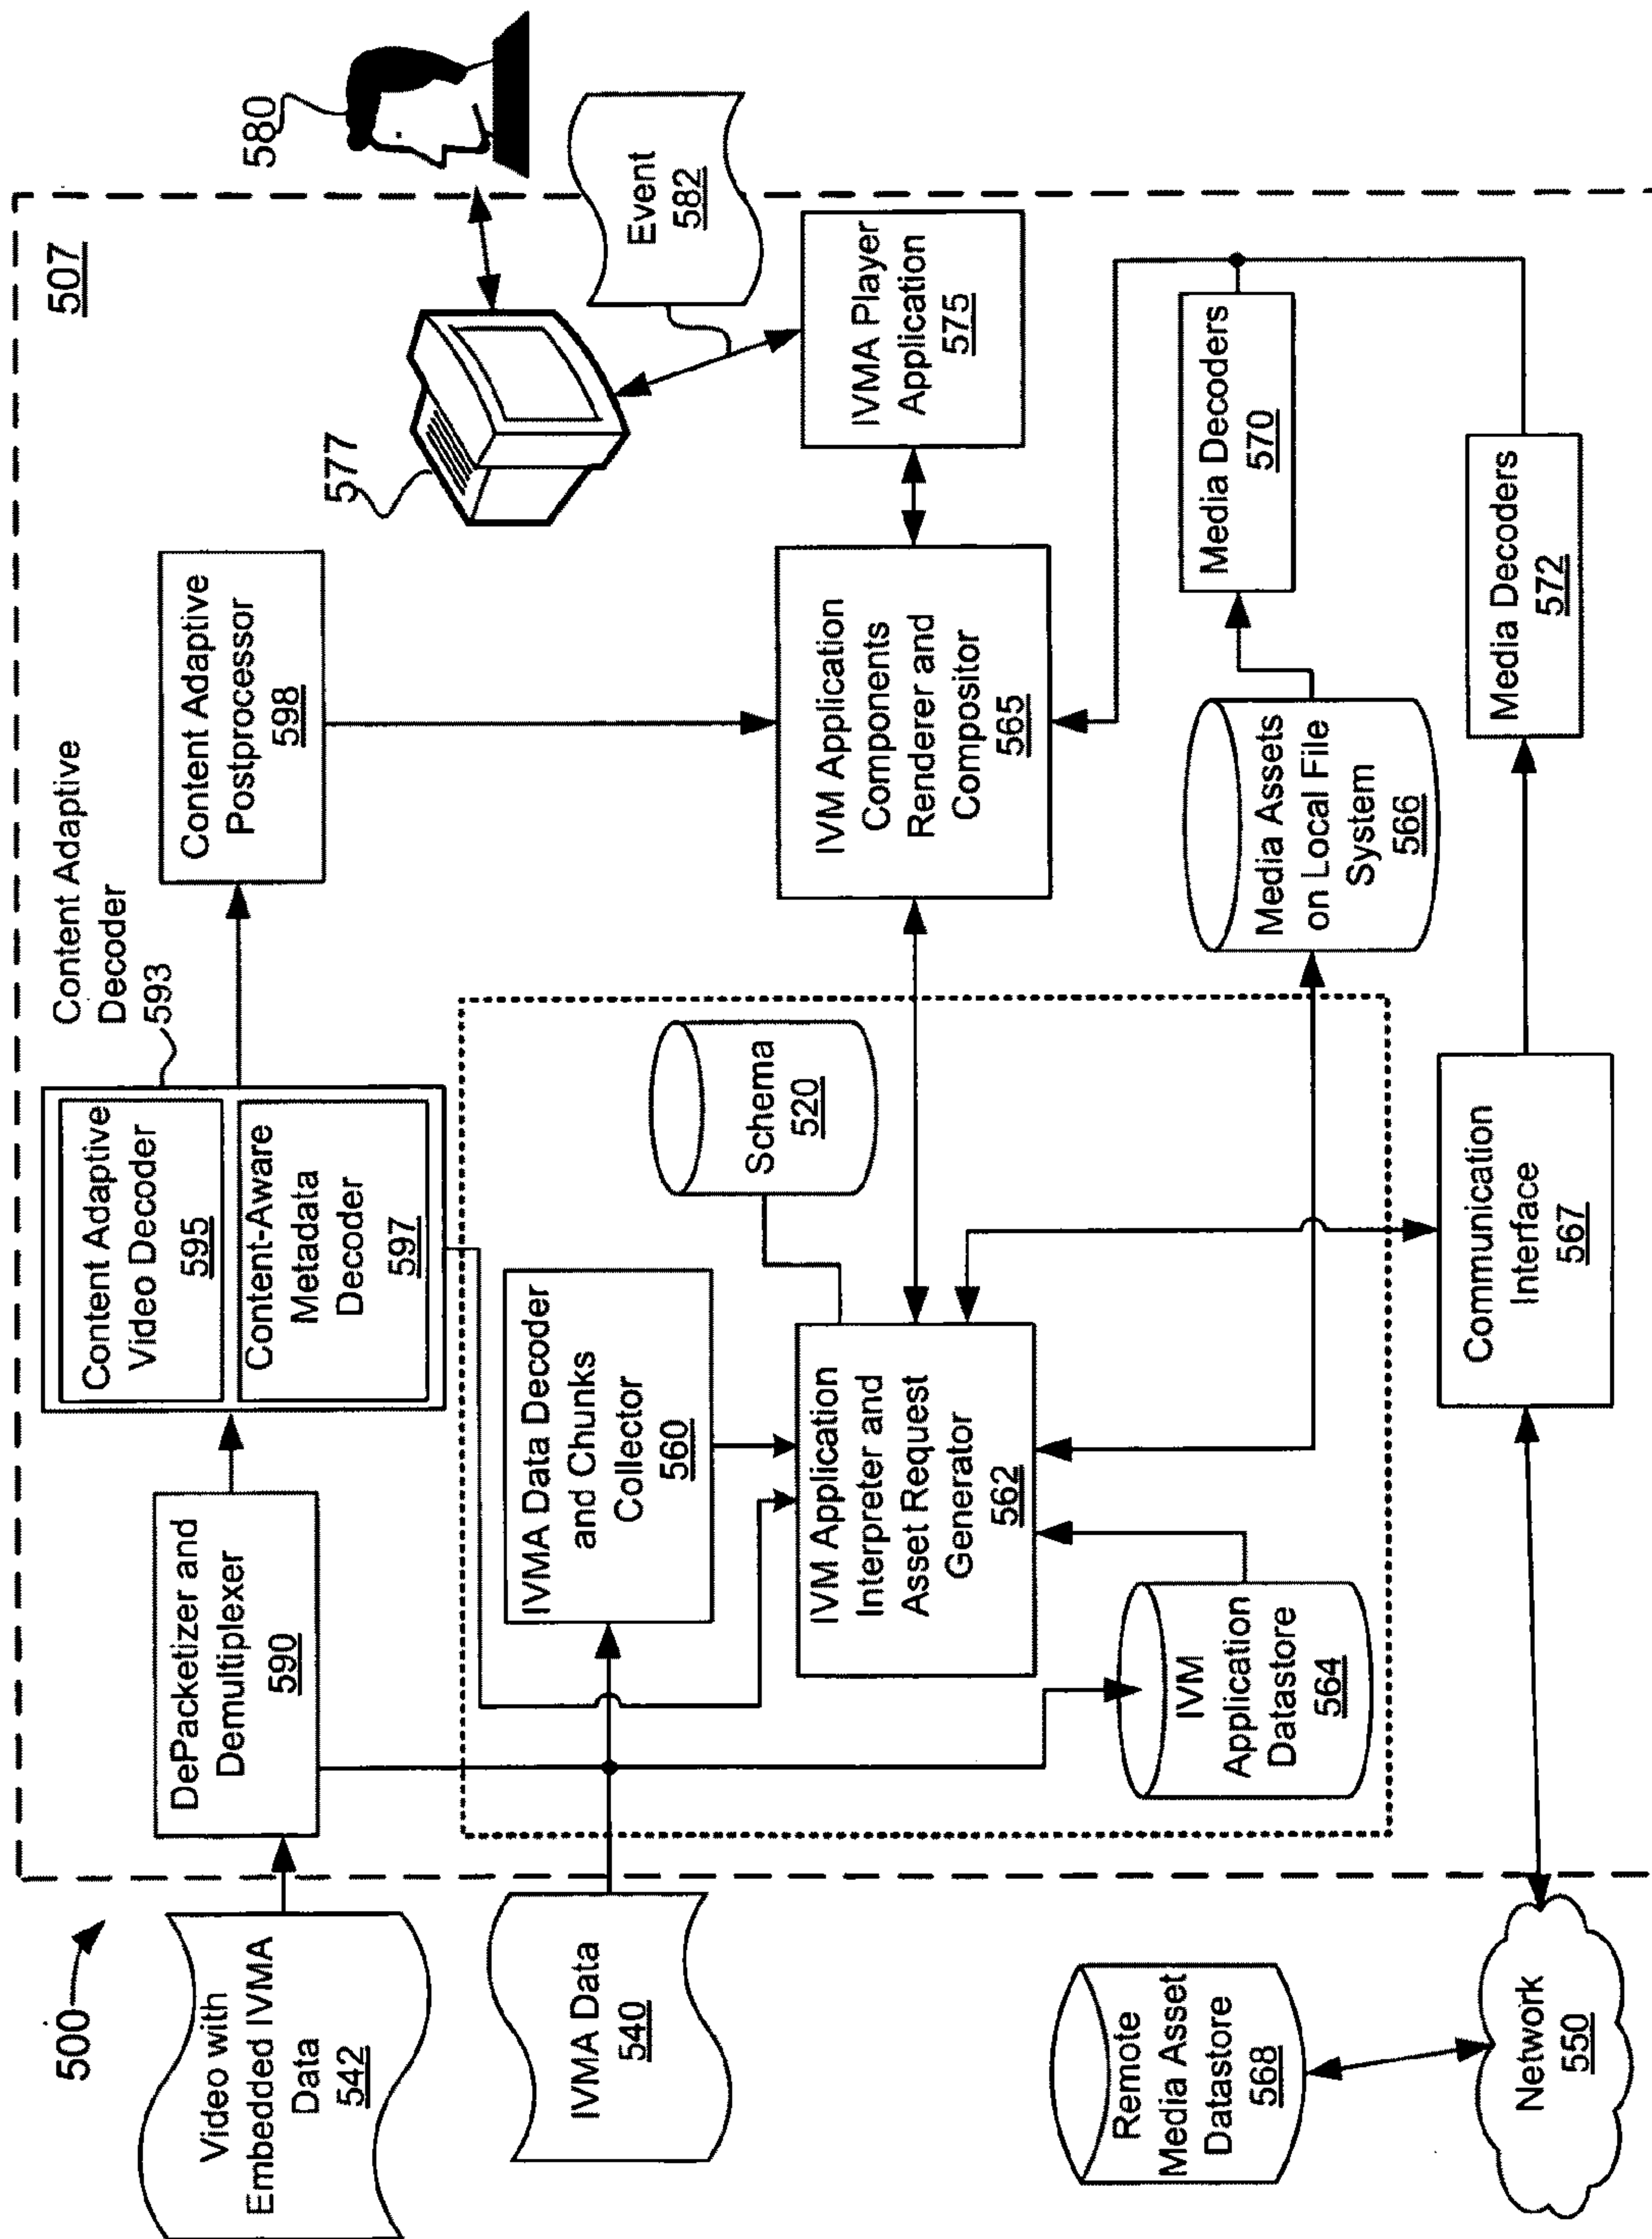 500
507
Video with
Embedded IVMA
Data
542
DePacketizer and
Demultiplexer
590
Content Adaptive
Video Decoder
595
Content-Aware
Metadata
Decoder
597
Content Adaptive
Decoder
593
Content Adaptive
Postprocessor
598
577
580
IVMA Data
540
IVMA Data Decoder
and Chunks
Collector
560
Schema
520
Event
582
IVM Application
Interpreter and
Asset Request
Generator
562
IVM Application
Components
Renderer and
Compositor
565
IVMA Player
Application
575
IVM
Application
Datastore
564
Media Assets
on Local File
System
566
Media Decoders
570
Remote
Media Asset
Datastore
568
Network
550
Communication
Interface
567
Media Decoders
572